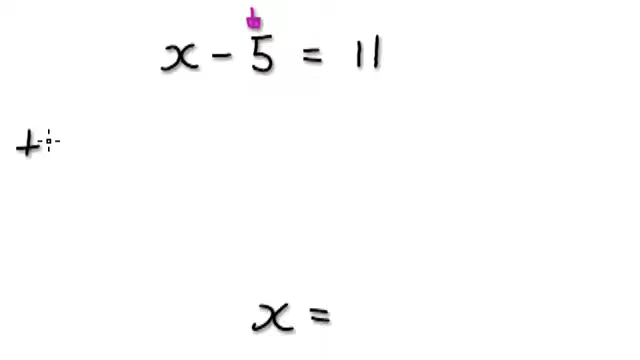 x - 5 = 11
+
x =